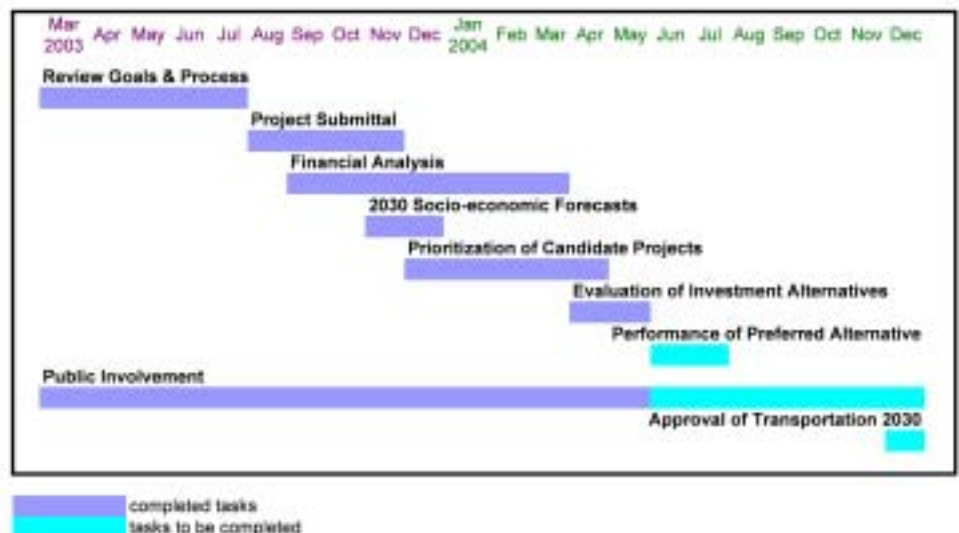 Mar Apr May Jun Jul Aug Sep Oct Nov Dec Jan Feb Mar Apr May Jun Jul Aug Sep Oct Nov Dec
2003 2004
Review Goals & Process
Project Submittal
Financial Analysis
2030 Socio-economic Forecasts
Prioritization of Candidate Projects
Evaluation of Investment Alternatives
Performance of Preferred Alternative
Public Involvement
Approval of Transportation 2030
completed tasks
tasks to be completed